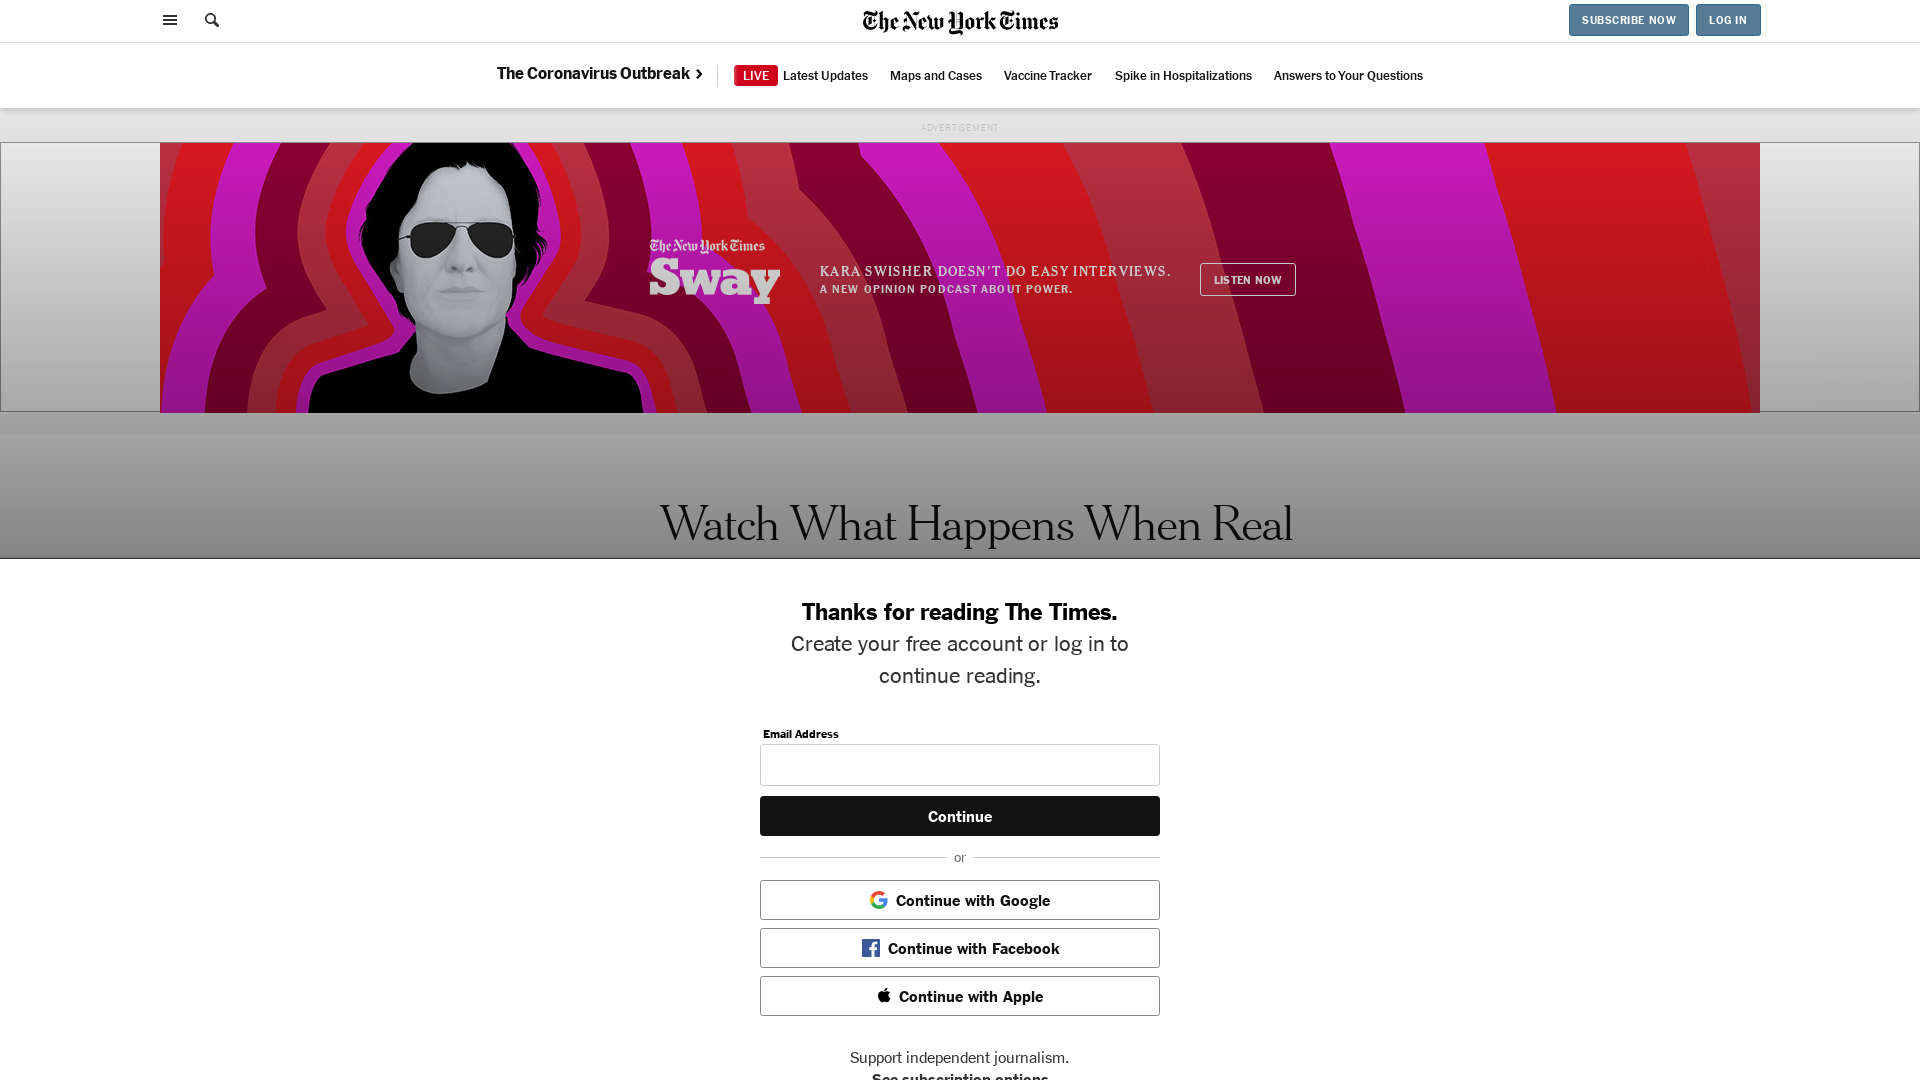 The New York Times
SUBSCRIBE NOW
LOG IN
The Coronavirus Outbreak
LIVE Latest Updates
Maps and Cases
Vaccine Tracker
Spike in Hospitalizations
Answers to Your Questions
ADVERTISEMENT
The New York Times
Sway
KARA SWISHER DOESN'T DO EASY INTERVIEWS.
A NEW OPINION PODCAST ABOUT POWER.
LISTEN NOW
Watch What Happens When Real
Thanks for reading The Times.
Create your free account or log in to
continue reading.
Email Address
Continue
or
Continue with Google
Continue with Facebook
Continue with Apple
Support independent journalism.
See subscription options